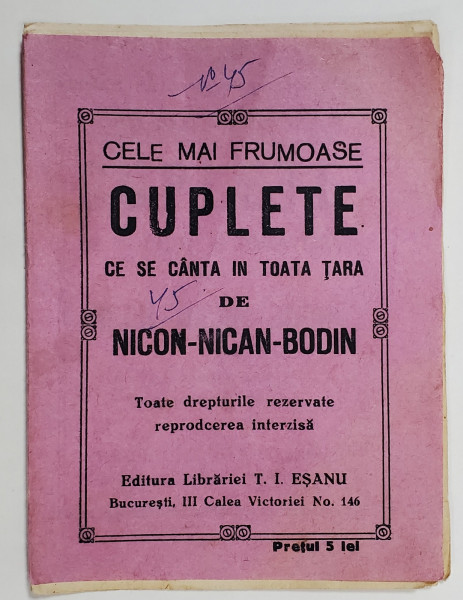 No 45
CELE MAI FRUMOASE
CUPLETE
CE SE CÂNTA IN TOATA ȚARA
45
DE
NICON-NICAN-BODIN
Toate drepturile rezervate
reprodcerea interzisă
Editura Librăriei T. I. EȘANU
București, III Calea Victoriei No. 146
Prețul 5 lei